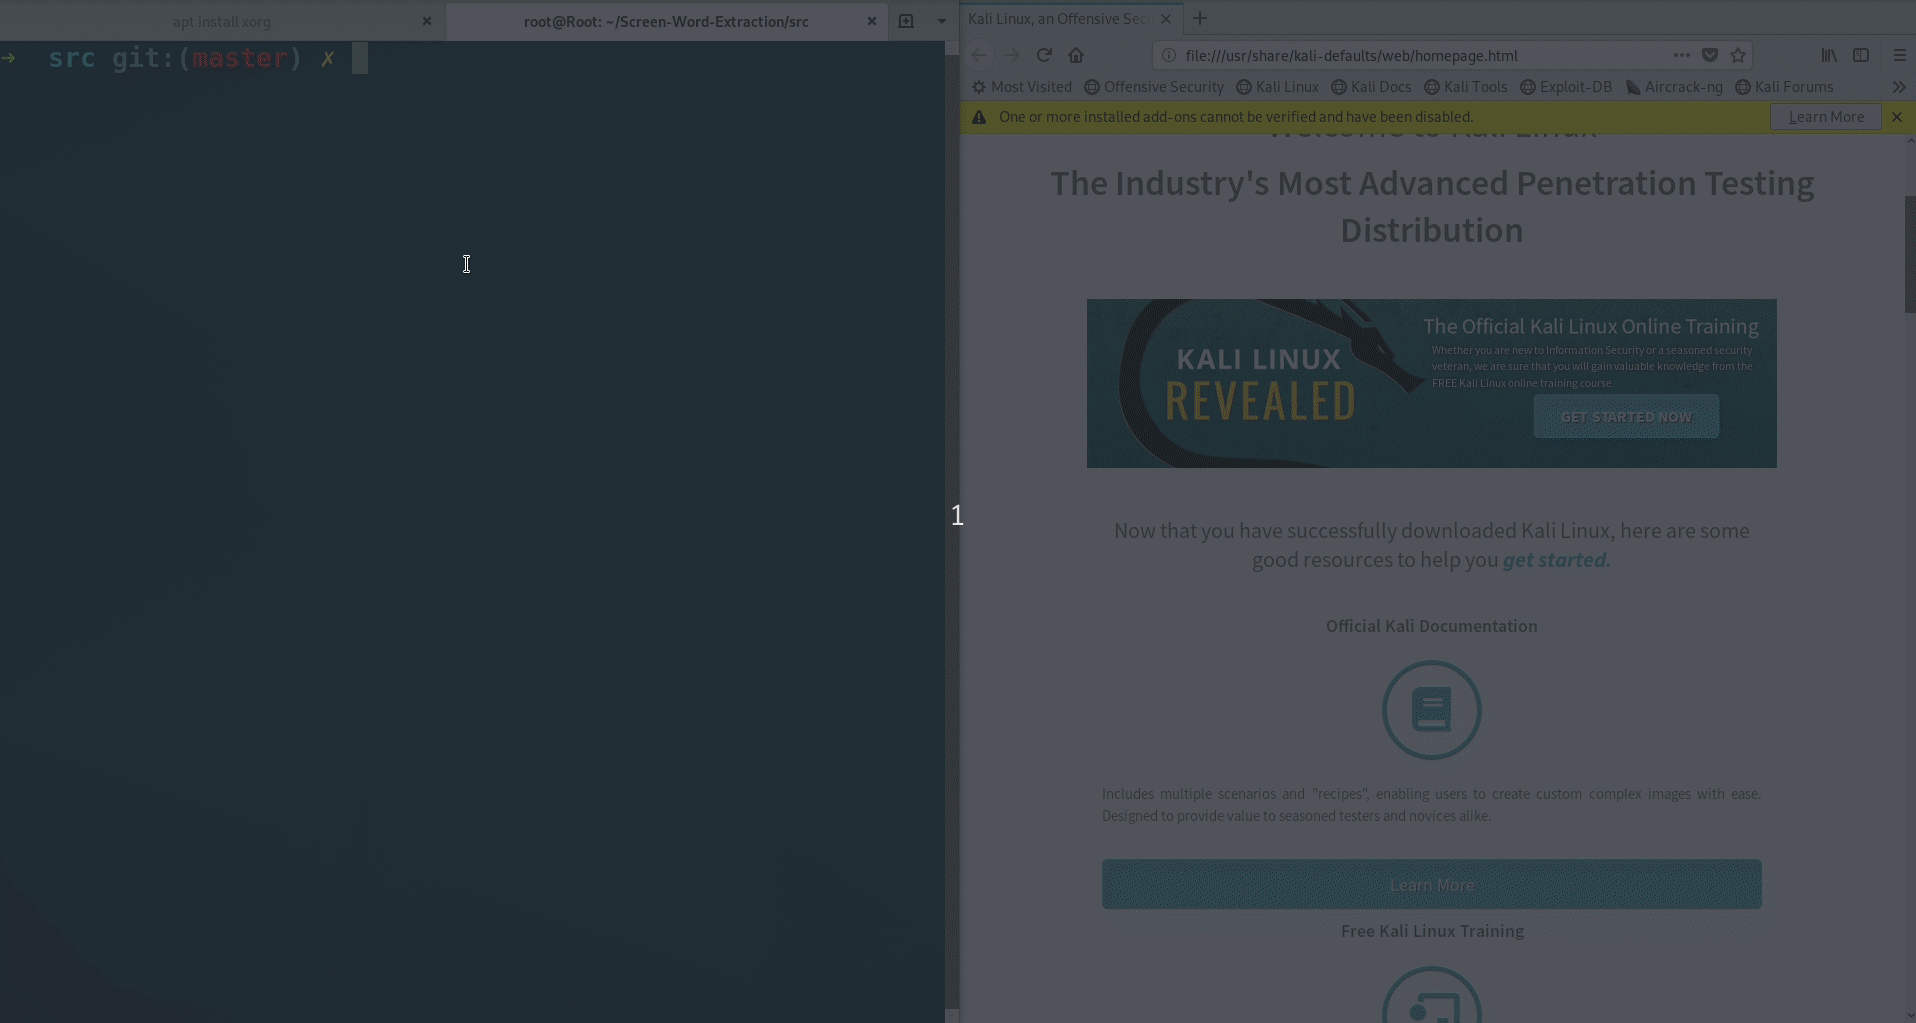 apt install xorg
root@Root: ~/Screen-Word-Extraction/src
→ src git:(master) ✗
Kali Linux, an Offensive Sec
file:///usr/share/kali-defaults/web/homepage.html
Most Visited
Offensive Security
Kali Linux
Kali Docs
Kali Tools
Exploit-DB
Aircrack-ng
Kali Forums
One or more installed add-ons cannot be verified and have been disabled.
Learn More
Welcome to Kali Linux
The Industry's Most Advanced Penetration Testing
Distribution
KALI LINUX
REVEALED
The Official Kali Linux Online Training
Whether you are new to Information Security or a seasoned security
veteran, we are sure that you will gain valuable knowledge from the
FREE Kali Linux online training course.
GET STARTED NOW
1
Now that you have successfully downloaded Kali Linux, here are some
good resources to help you get started.
Official Kali Documentation
Includes multiple scenarios and "recipes", enabling users to create custom complex images with ease.
Designed to provide value to seasoned testers and novices alike.
Learn More
Free Kali Linux Training